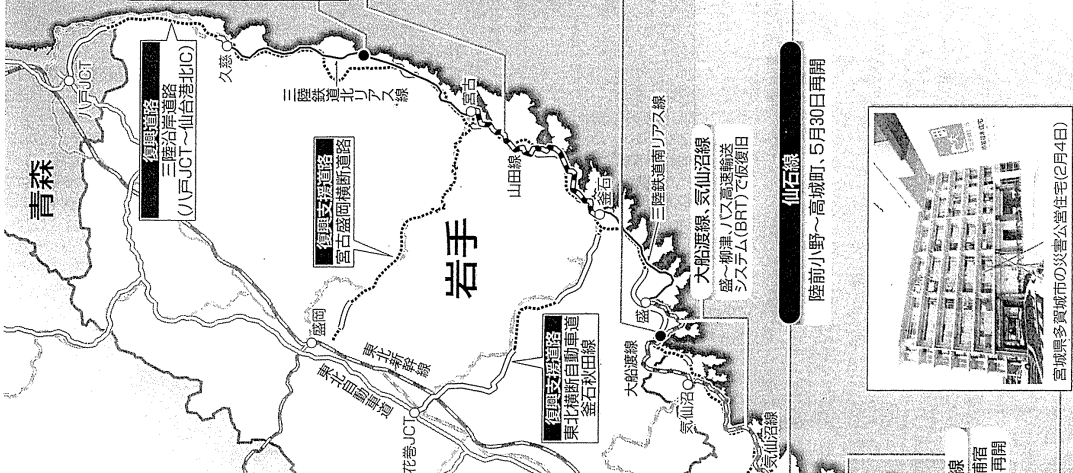 青森
八戸JCT
復興道路
三陸沿岸道路
(八戸JCT〜仙台港北IC)
久慈
三陸鉄道北リアス線
宮古
復興支援道路
宮古盛岡横断道路
山田線
岩手
盛岡
東北新幹線
東北自動車道
花巻JCT
復興支援道路
東北横断自動車道
釜石秋田線
釜石
三陸鉄道南リアス線
盛
大船渡線
気仙沼
気仙沼線
大船渡線、気仙沼線
盛〜柳津、バス高速輸送
システム(BRT)で仮復旧
仙石線
陸前小野〜高城町、5月30日再開
宮城県多賀城市の災害公営住宅(2月4日)
線
再開